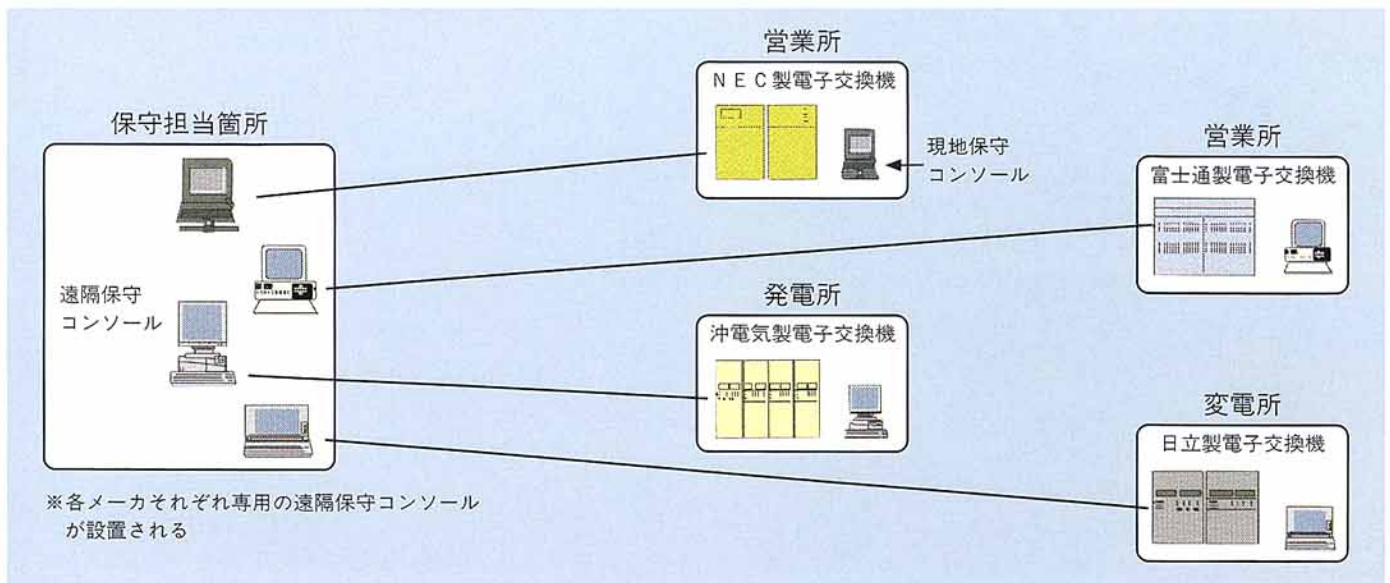 保守担当箇所
遠隔保守
コンソール
※各メーカそれぞれ専用の遠隔保守コンソール
が設置される
営業所
ＮＥＣ製電子交換機
現地保守
コンソール
営業所
富士通製電子交換機
発電所
沖電気製電子交換機
変電所
日立製電子交換機